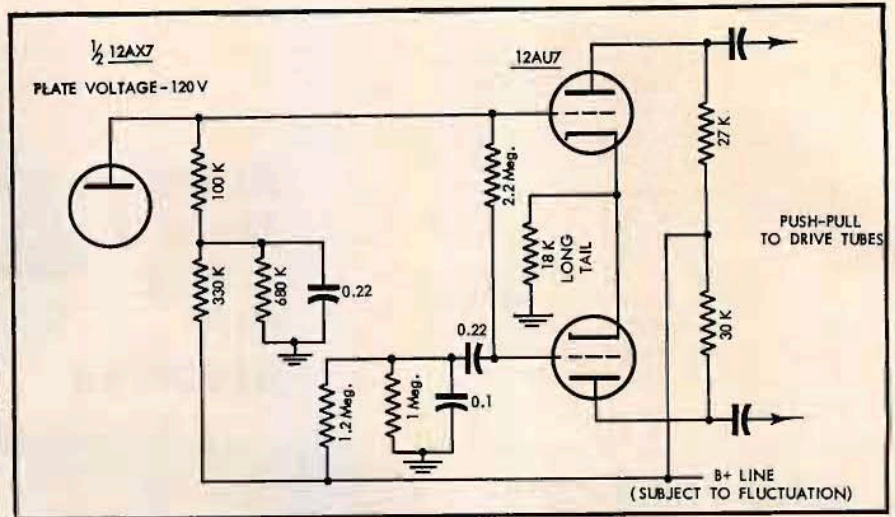 ½ 12AX7
PLATE VOLTAGE-120 V
12AU7
100 K
330 K
680 K
0.22
2.2 Meg.
18 K
LONG
TAIL
27 K
PUSH-PULL
TO DRIVE TUBES
30 K
0.22
1.2 Meg.
1 Meg.
0.1
B+ LINE
(SUBJECT TO FLUCTUATION)